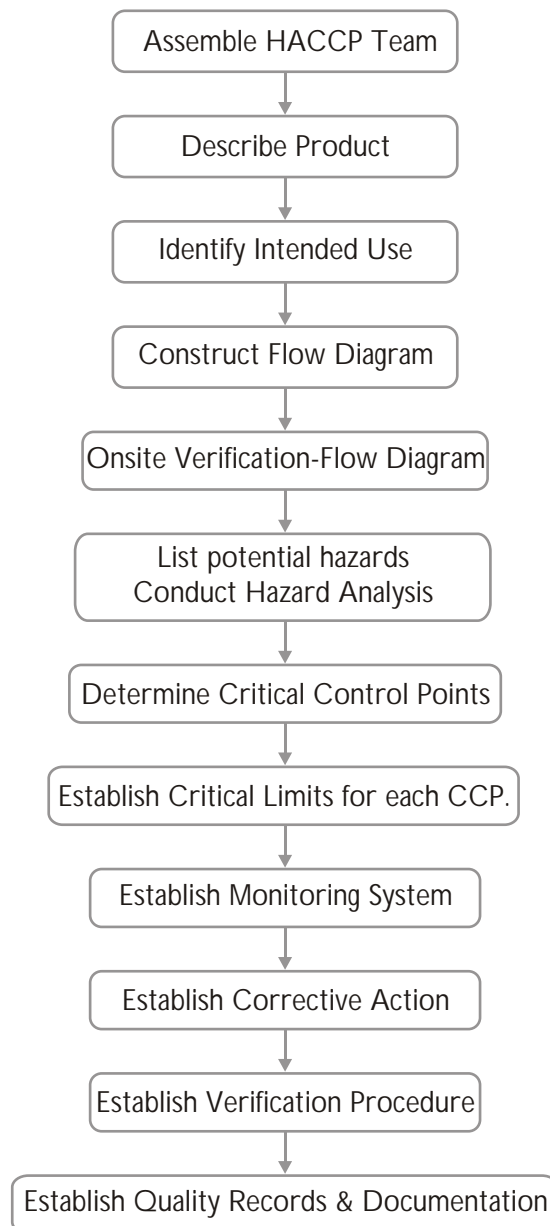 Assemble HACCP Team
Describe Product
Identify Intended Use
Construct Flow Diagram
Onsite Verification-Flow Diagram
List potential hazards
Conduct Hazard Analysis
Determine Critical Control Points
Establish Critical Limits for each CCP.
Establish Monitoring System
Establish Corrective Action
Establish Verification Procedure
Establish Quality Records & Documentation